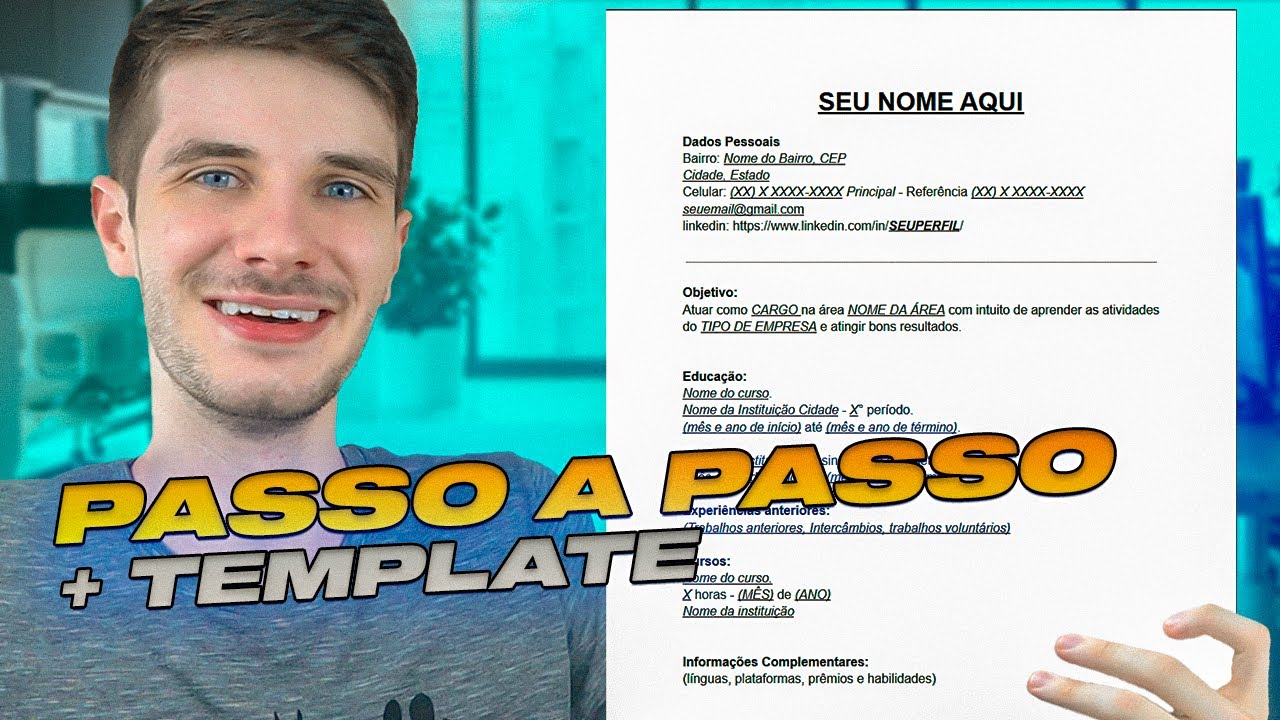 SEU NOME AQUI
Dados Pessoais
Bairro: Nome do Bairro, CEP
Cidade, Estado
Celular: (XX) X XXXX-XXXX Principal - Referência (XX) X XXXX-XXXX
seuemail@gmail.com
linkedin: https://www.linkedin.com/in/SEUPERFIL/
Objetivo:
Atuar como CARGO na área NOME DA ÁREA com intuito de aprender as atividades
do TIPO DE EMPRESA e atingir bons resultados.
Educação:
Nome do curso.
Nome da Instituição Cidade - X° período.
(mês e ano de início) até (mês e ano de término).
PASSO A PASSO
+ TEMPLATE
Experiências anteriores:
(Trabalhos anteriores, Intercâmbios, trabalhos voluntários)
Cursos:
Nome do curso.
X horas - (MÊS) de (ANO)
Nome da instituição
Informações Complementares:
(línguas, plataformas, prêmios e habilidades)